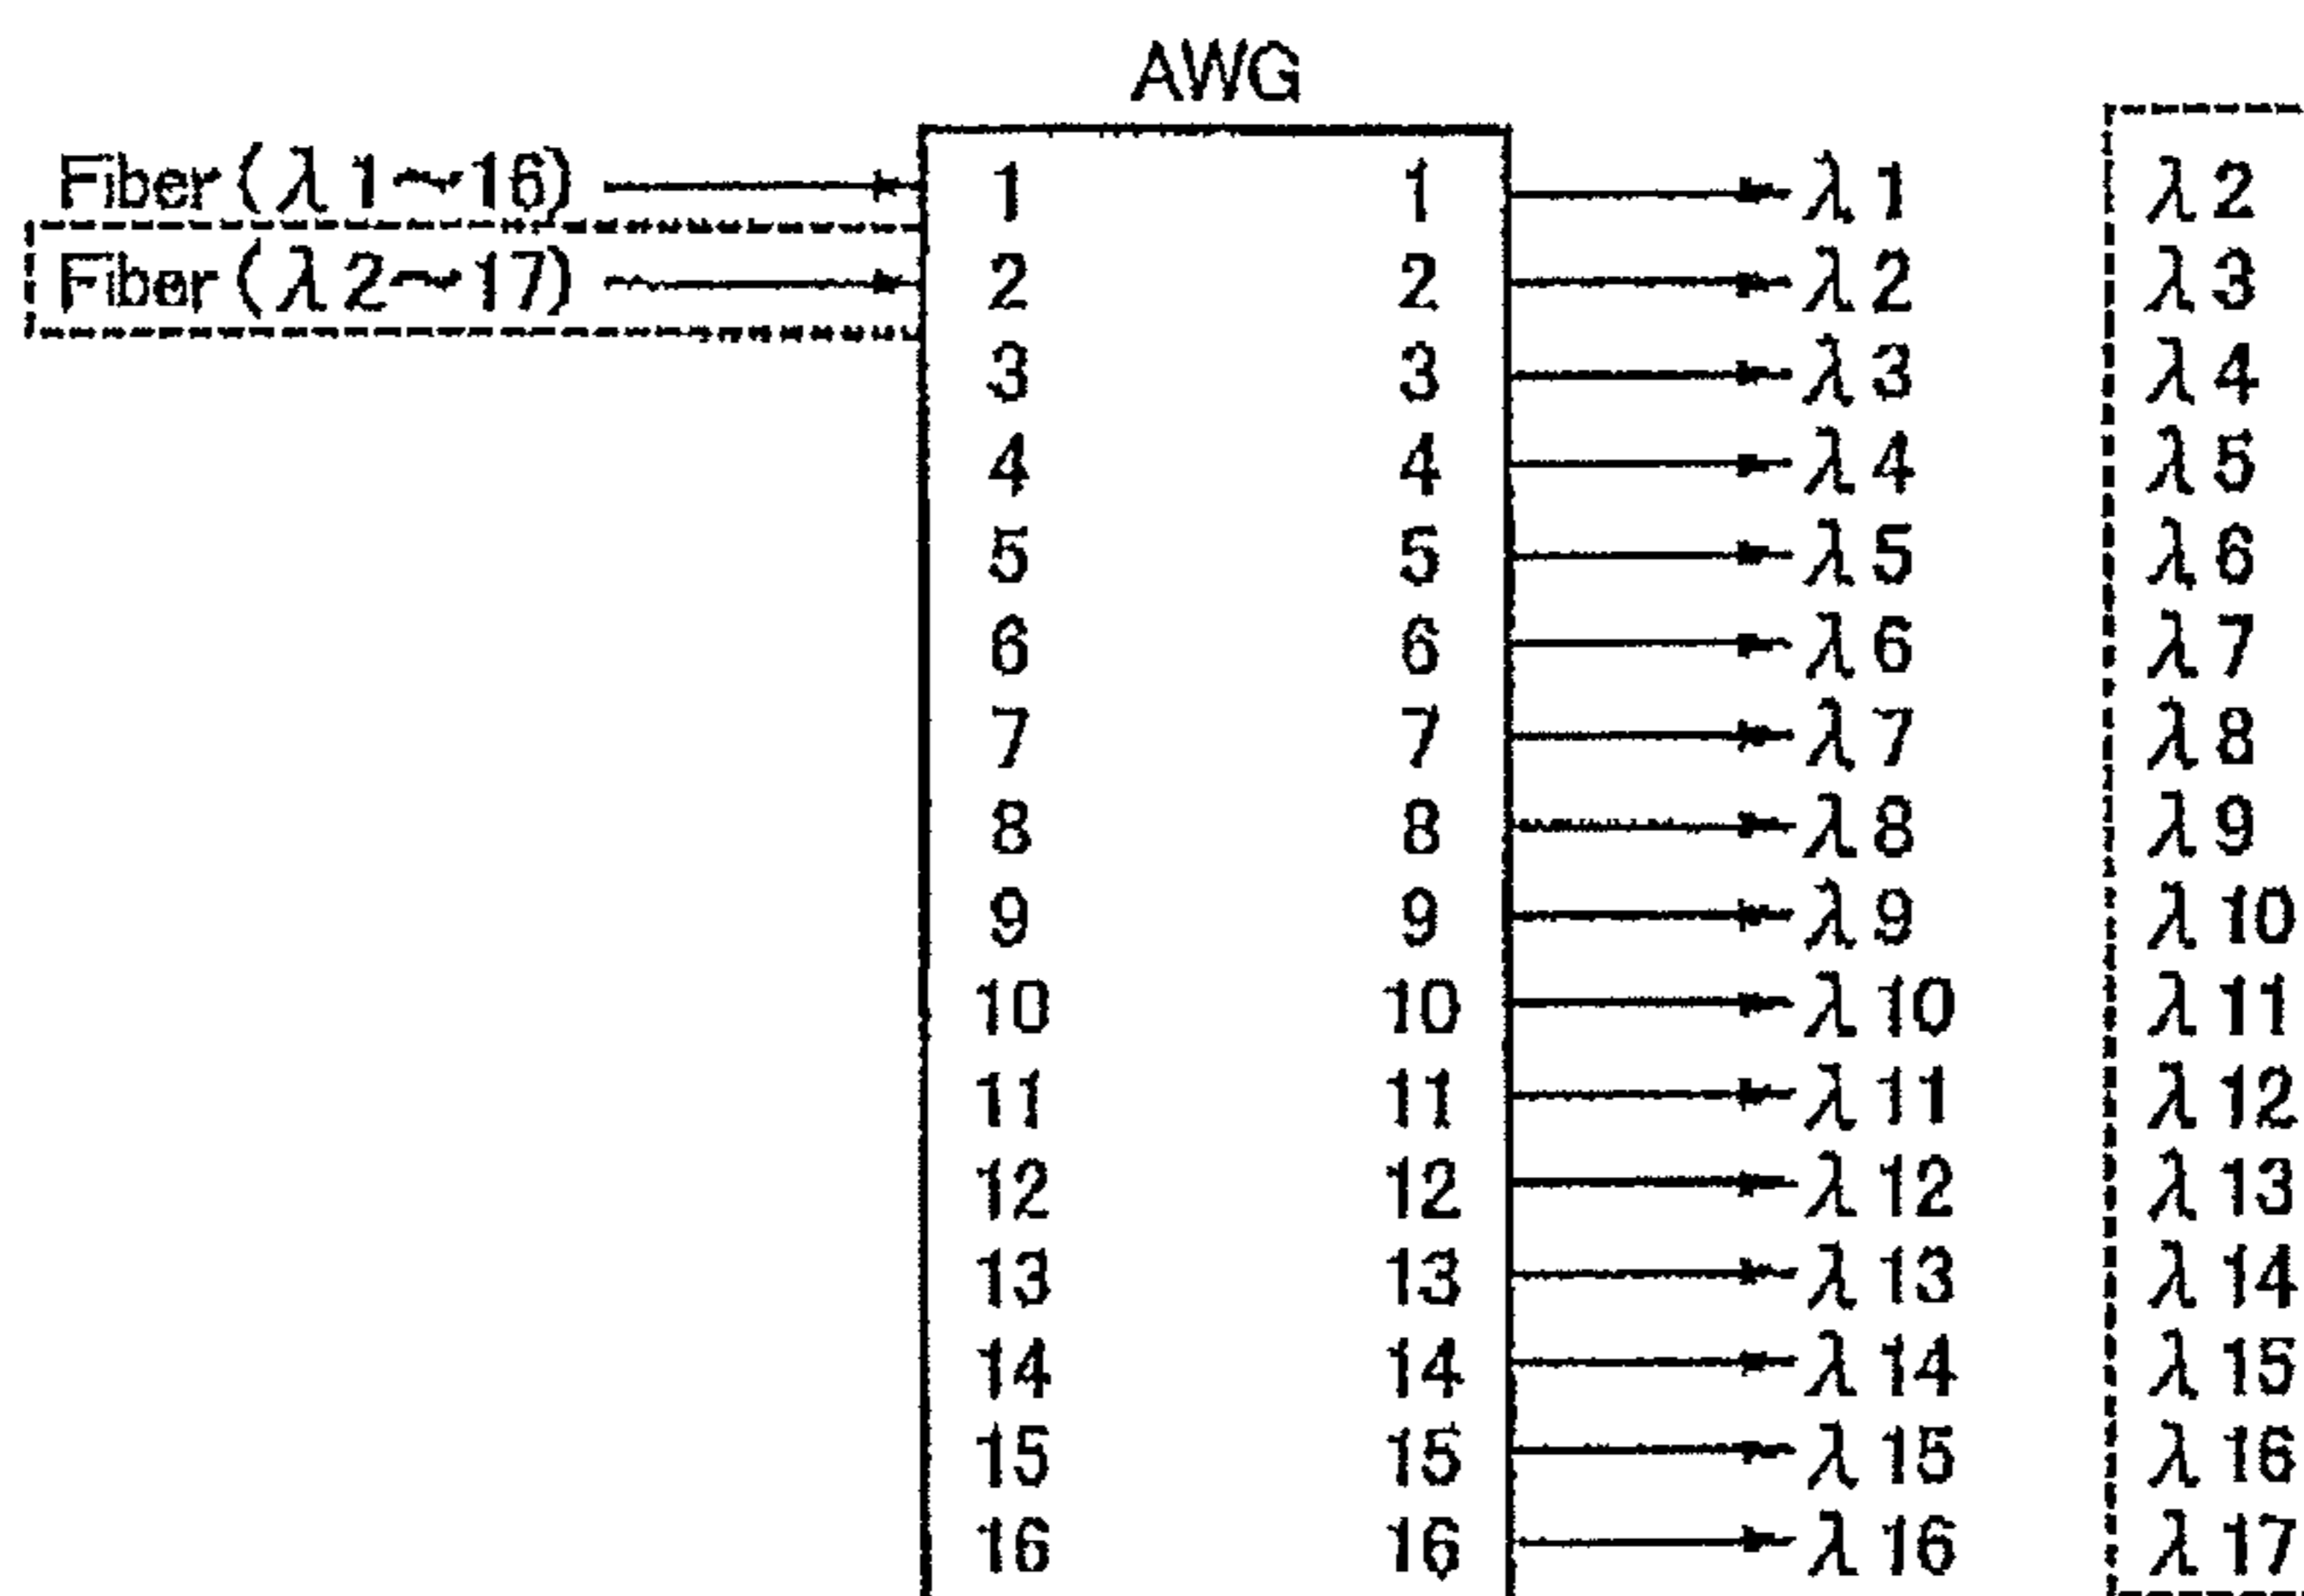 AWG
Fiber(λ1~16) 1 1 λ1 λ2
Fiber(λ2~17) 2 2 λ2 λ3
3 3 λ3 λ4
4 4 λ4 λ5
5 5 λ5 λ6
6 6 λ6 λ7
7 7 λ7 λ8
8 8 λ8 λ9
9 9 λ9 λ10
10 10 λ10 λ11
11 11 λ11 λ12
12 12 λ12 λ13
13 13 λ13 λ14
14 14 λ14 λ15
15 15 λ15 λ16
16 16 λ16 λ17